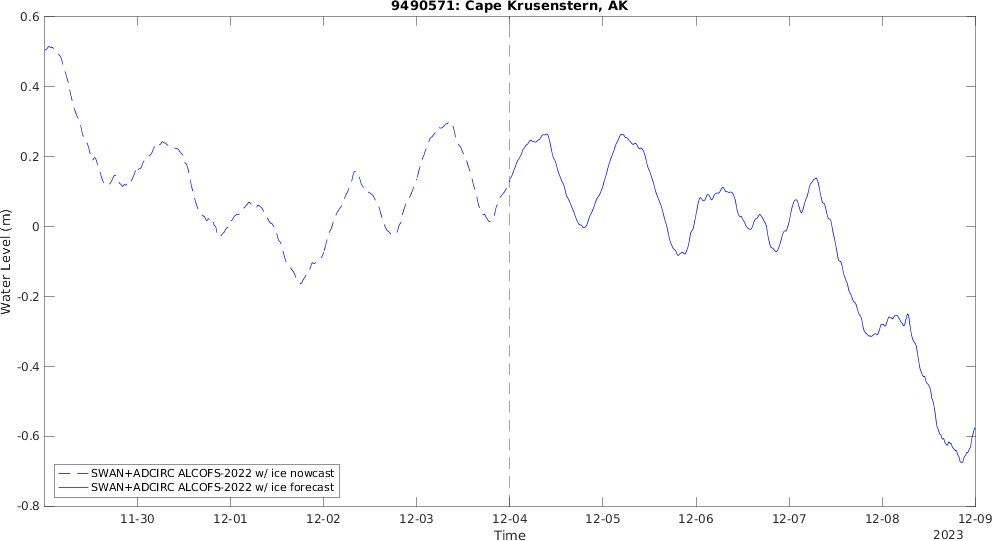 9490571: Cape Krusenstern, AK
0.6
0.4
0.2
0
-0.2
-0.4
-0.6
-0.8
Water Level (m)
SWAN+ADCIRC ALCOFS-2022 w/ ice nowcast
SWAN+ADCIRC ALCOFS-2022 w/ ice forecast
11-30 12-01 12-02 12-03 12-04 12-05 12-06 12-07 12-08 12-09
Time
2023